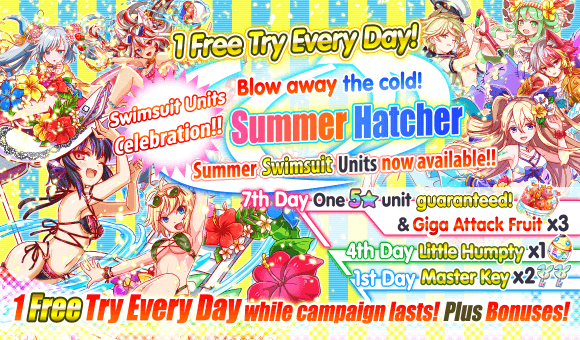 1 Free Try Every Day!
Swimsuit Units
Celebration!!
Blow away the cold!
Summer Hatcher
Summer Swimsuit Units now available!!
7th Day One 5★ unit guaranteed!
& Giga Attack Fruit x3
4th Day Little Humpty x1
1st Day Master Key x2
1 Free Try Every Day while campaign lasts! Plus Bonuses!